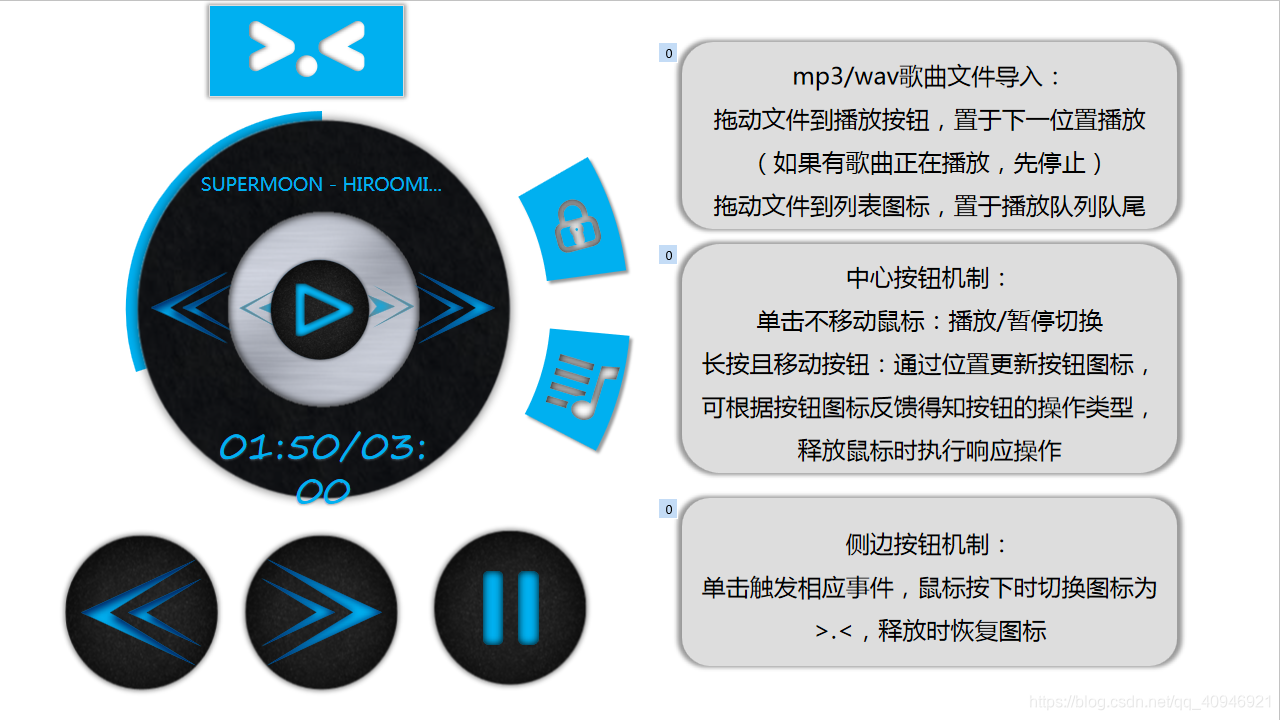 >.<
SUPERMOON - HIROOMI...
01:50/03:
00
0
mp3/wav歌曲文件导入：
拖动文件到播放按钮，置于下一位置播放
（如果有歌曲正在播放，先停止）
拖动文件到列表图标，置于播放队列队尾
0
中心按钮机制：
单击不移动鼠标：播放/暂停切换
长按且移动按钮：通过位置更新按钮图标，
可根据按钮图标反馈得知按钮的操作类型，
释放鼠标时执行响应操作
0
侧边按钮机制：
单击触发相应事件，鼠标按下时切换图标为
>.<，释放时恢复图标
https://blog.csdn.net/qq_40946921